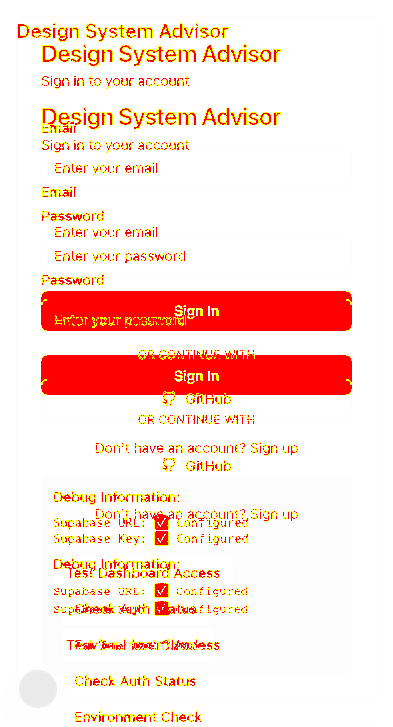 Design System Advisor
Design System Advisor
Sign in to your account
Design System Advisor
Email
Sign in to your account
Enter your email
Email
Password
Enter your email
Enter your password
Password
Sign In
Enter your password
OR CONTINUE WITH
Sign In
GitHub
OR CONTINUE WITH
Don't have an account? Sign up
GitHub
Debug Information:
Don't have an account? Sign up
Supabase URL: ☑ Configured
Supabase Key: ☑ Configured
Debug Information:
Test Dashboard Access
Supabase URL: ☑ Configured
Supabase Key: ☑ Configured
Check Auth Status
Test Dashboard Access
Check Auth Status
Environment Check